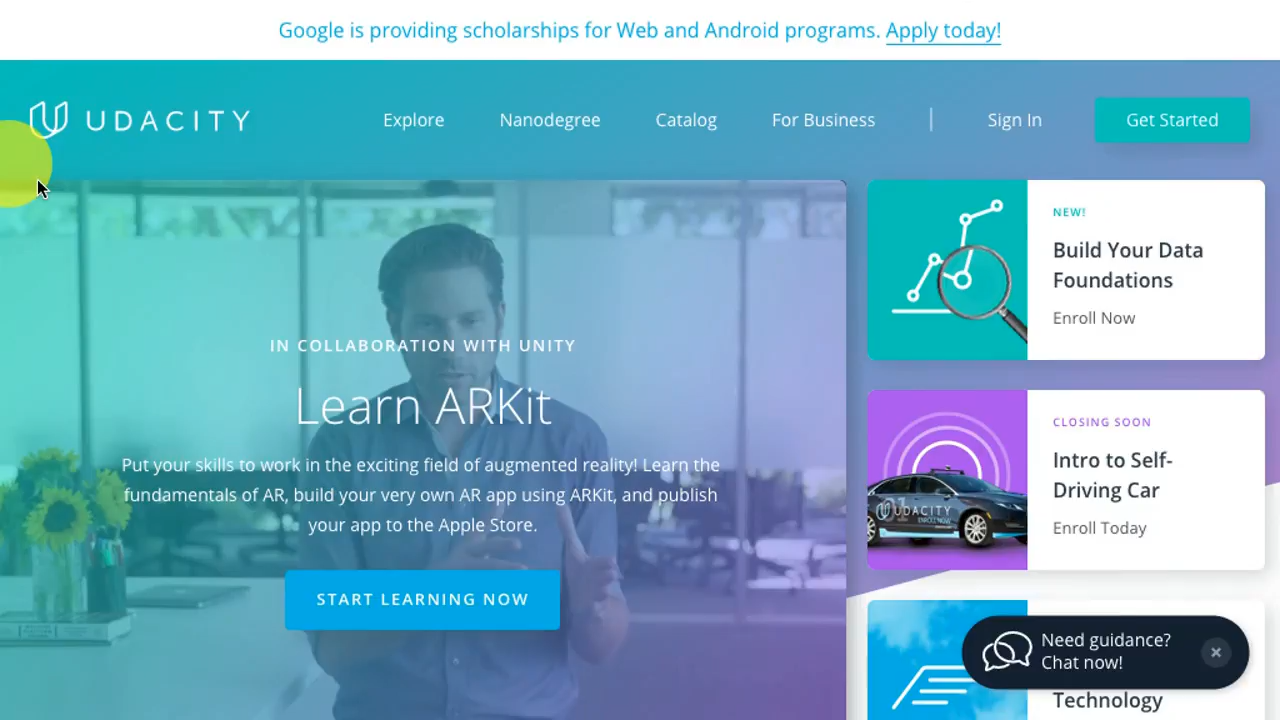 Google is providing scholarships for Web and Android programs. Apply today!
UDACITY
Explore
Nanodegree
Catalog
For Business
Sign In
Get Started
IN COLLABORATION WITH UNITY
Learn ARKit
Put your skills to work in the exciting field of augmented reality! Learn the
fundamentals of AR, build your very own AR app using ARKit, and publish
your app to the Apple Store.
START LEARNING NOW
NEW!
Build Your Data
Foundations
Enroll Now
CLOSING SOON
Intro to Self-
Driving Car
Enroll Today
UDACITY
Need guidance?
Chat now!
Technology